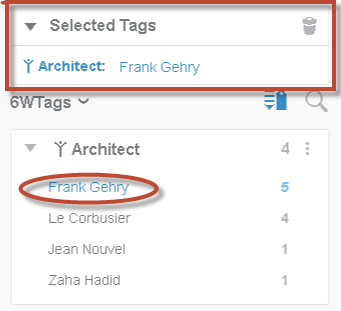 Selected Tags
Architect: Frank Gehry
6WTags
Architect 4
Frank Gehry 5
Le Corbusier 4
Jean Nouvel 1
Zaha Hadid 1